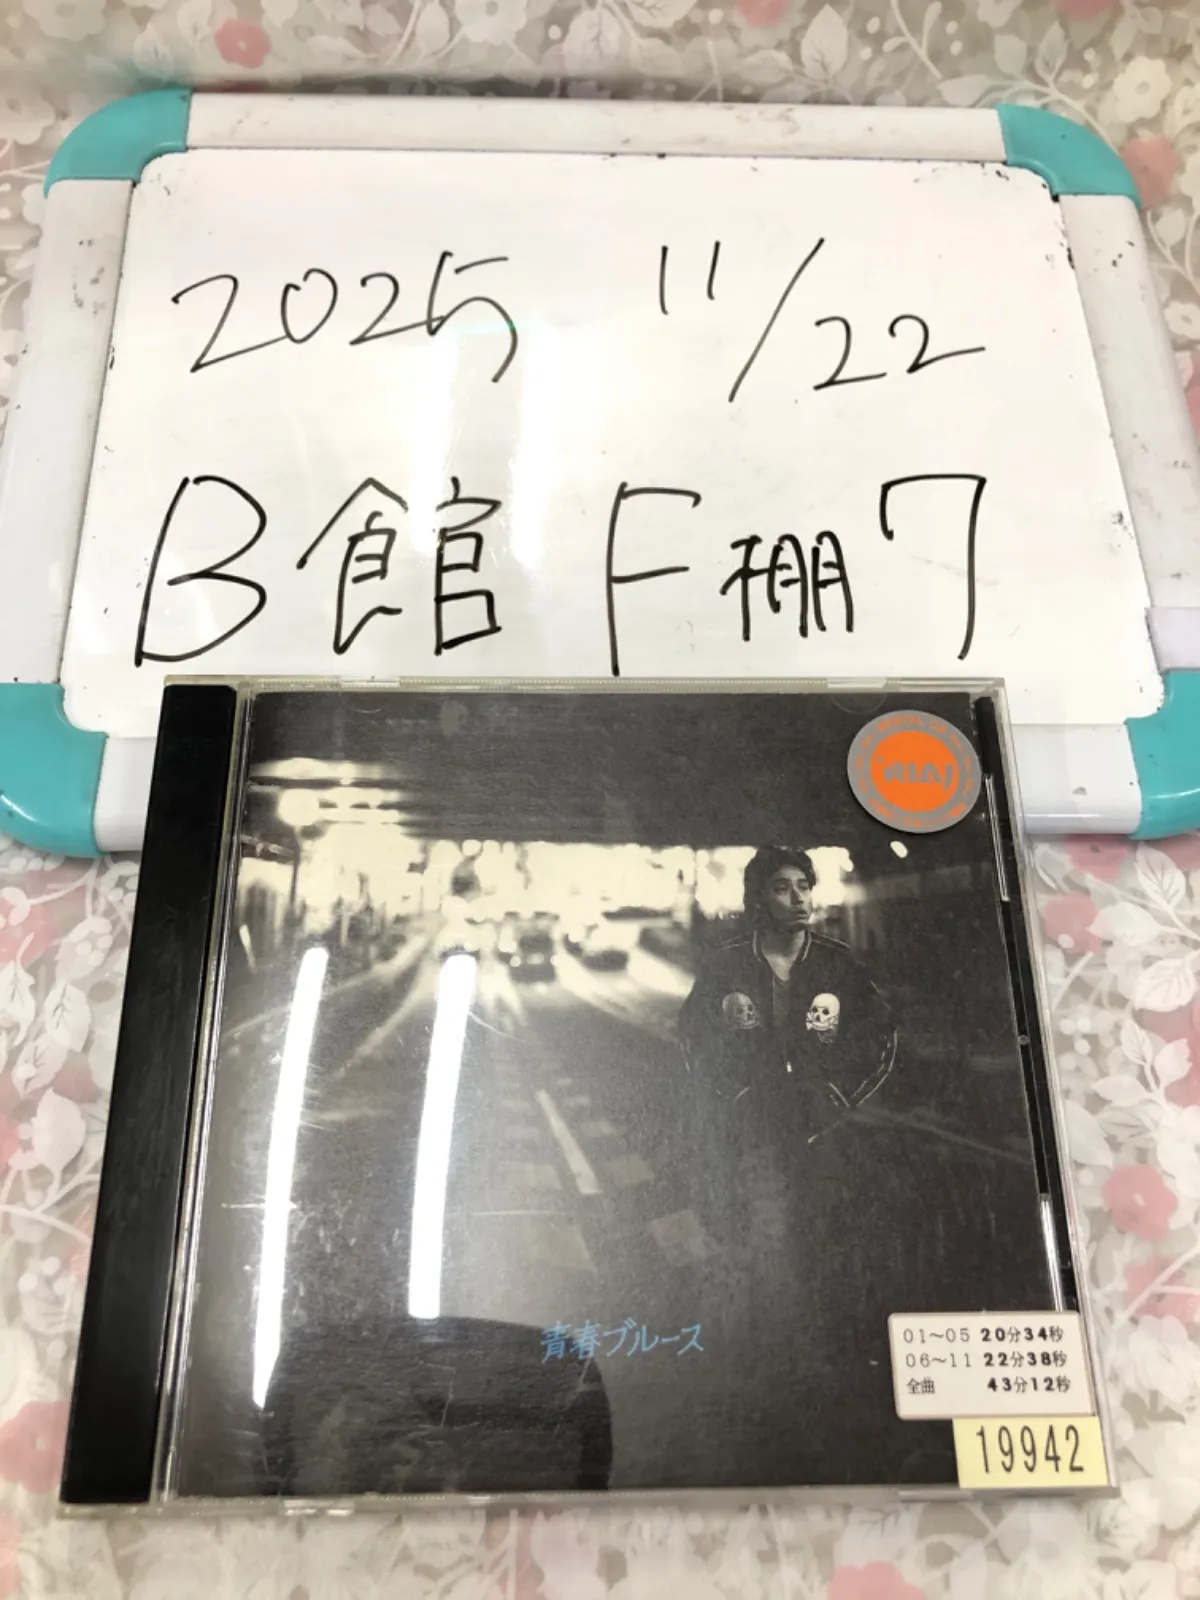 2025 11/22
B館 F棚7
青春ブルース
01〜05 20分34秒
06〜11 22分38秒
全曲 43分12秒
19942